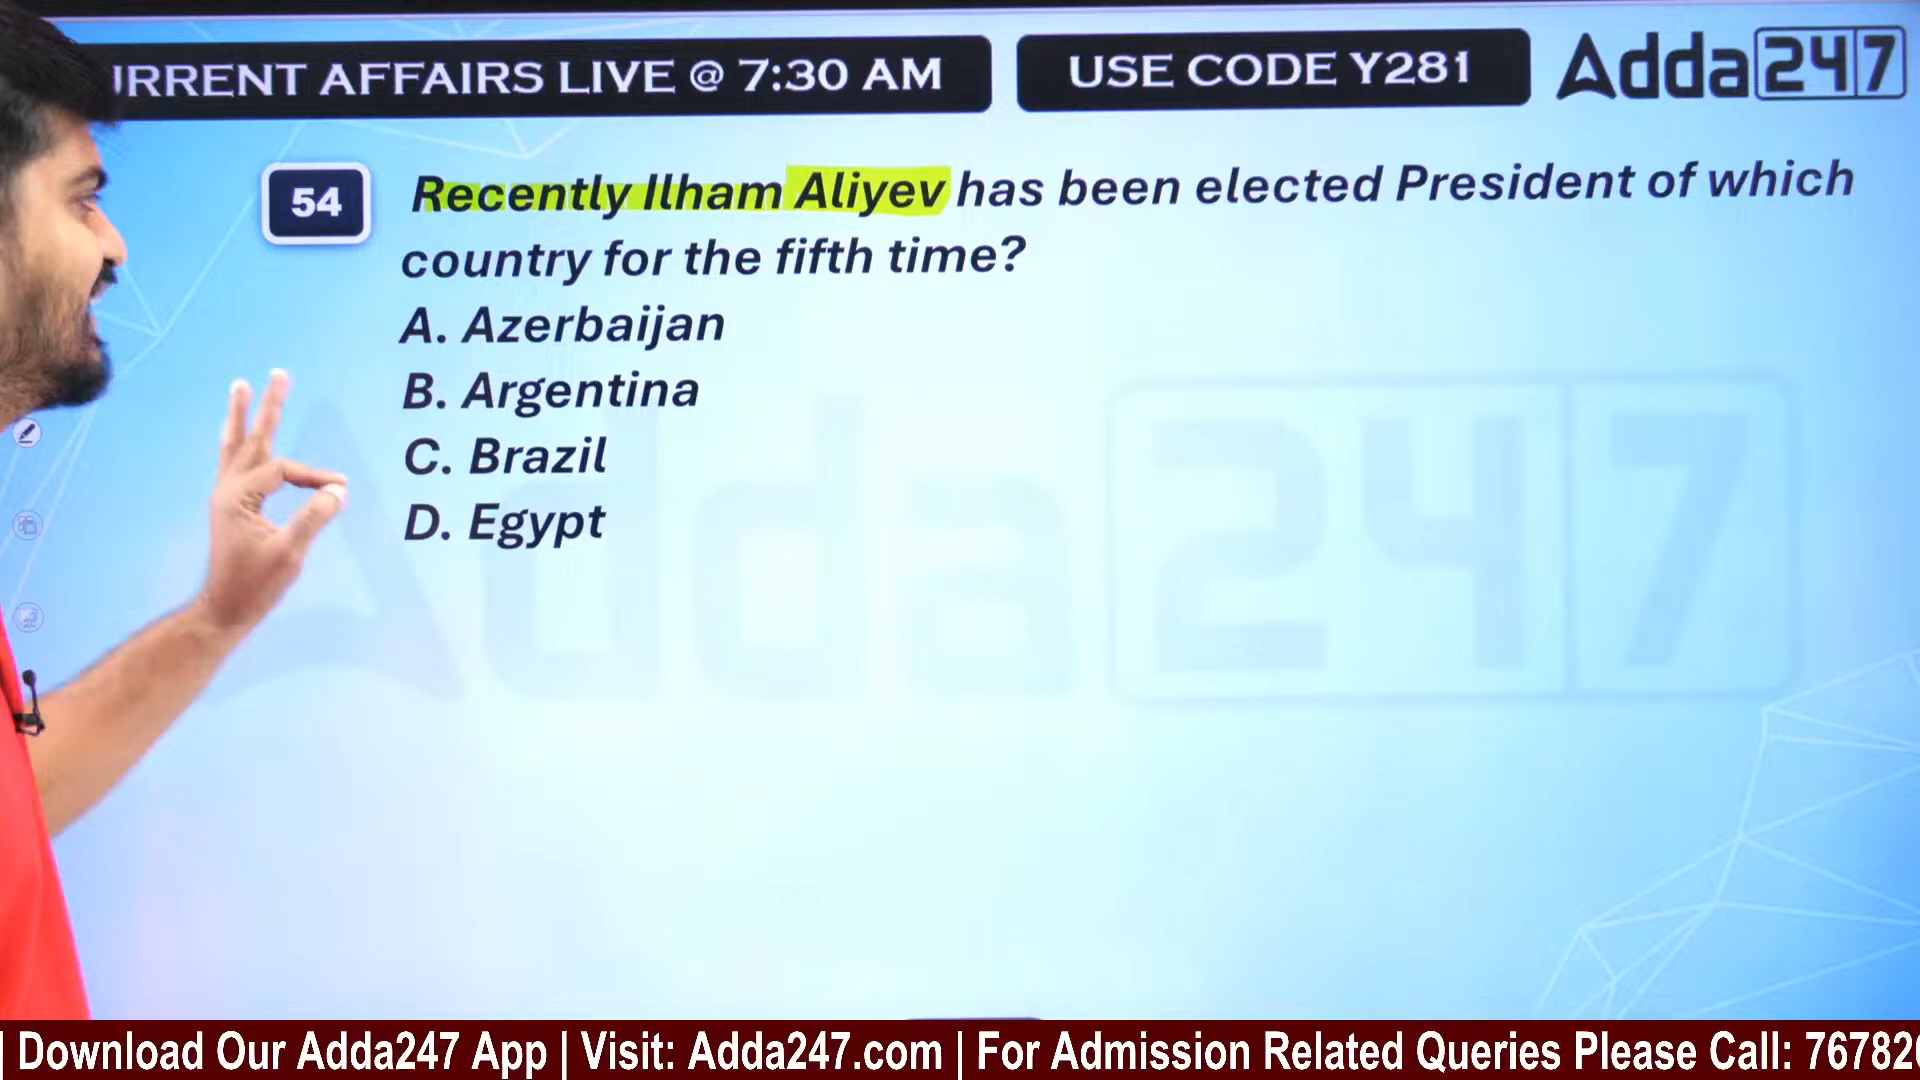 URRENT AFFAIRS LIVE @ 7:30 AM
USE CODE Y281
Adda247
54
Recently Ilham Aliyev has been elected President of which
country for the fifth time?
A. Azerbaijan
B. Argentina
C. Brazil
D. Egypt
Adda247
| Download Our Adda247 App | Visit: Adda247.com | For Admission Related Queries Please Call: 76782